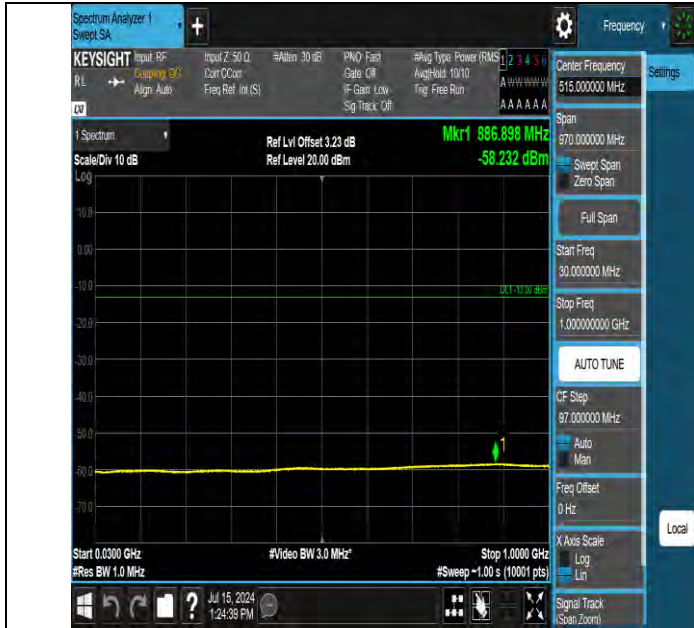 Spectrum Analyzer 1
Swept SA
Frequency
KEYSIGHT
Input: RF
Coupling: DC
Align: Auto
Input Z: 50 Ω
Corr CCorr
Freq Ref: Int (S)
#Atten: 30 dB
PNO: Fast
Gate: Off
IF Gain: Low
Sig Track: Off
#Avg Type: Power (RMS
Avg|Hold: 10/10
Trig: Free Run
1 2 3 4 5 6
A W W W W W
A A A A A A
RL
LXI
1 Spectrum
Scale/Div 10 dB
Log
Ref Lvl Offset 3.23 dB
Ref Level 20.00 dBm
Mkr1 886.898 MHz
-58.232 dBm
10.0
0.00
-10.0
DL1 -13.00 dBm
-20.0
-30.0
-40.0
-50.0
1
-60.0
-70.0
Start 0.0300 GHz
#Res BW 1.0 MHz
#Video BW 3.0 MHz*
Stop 1.0000 GHz
#Sweep ~1.00 s (10001 pts)
Jul 15, 2024
1:24:39 PM
Settings
Center Frequency
515.000000 MHz
Span
970.000000 MHz
Swept Span
Zero Span
Full Span
Start Freq
30.000000 MHz
Stop Freq
1.000000000 GHz
AUTO TUNE
CF Step
97.000000 MHz
Auto
Man
Freq Offset
0 Hz
X Axis Scale
Log
Lin
Signal Track
(Span Zoom)
Local